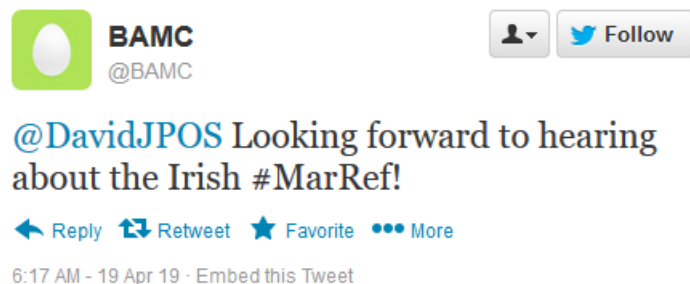 BAMC
@BAMC
Follow
@DavidJPOS Looking forward to hearing
about the Irish #MarRef!
Reply Retweet Favorite More
6:17 AM - 19 Apr 19 · Embed this Tweet